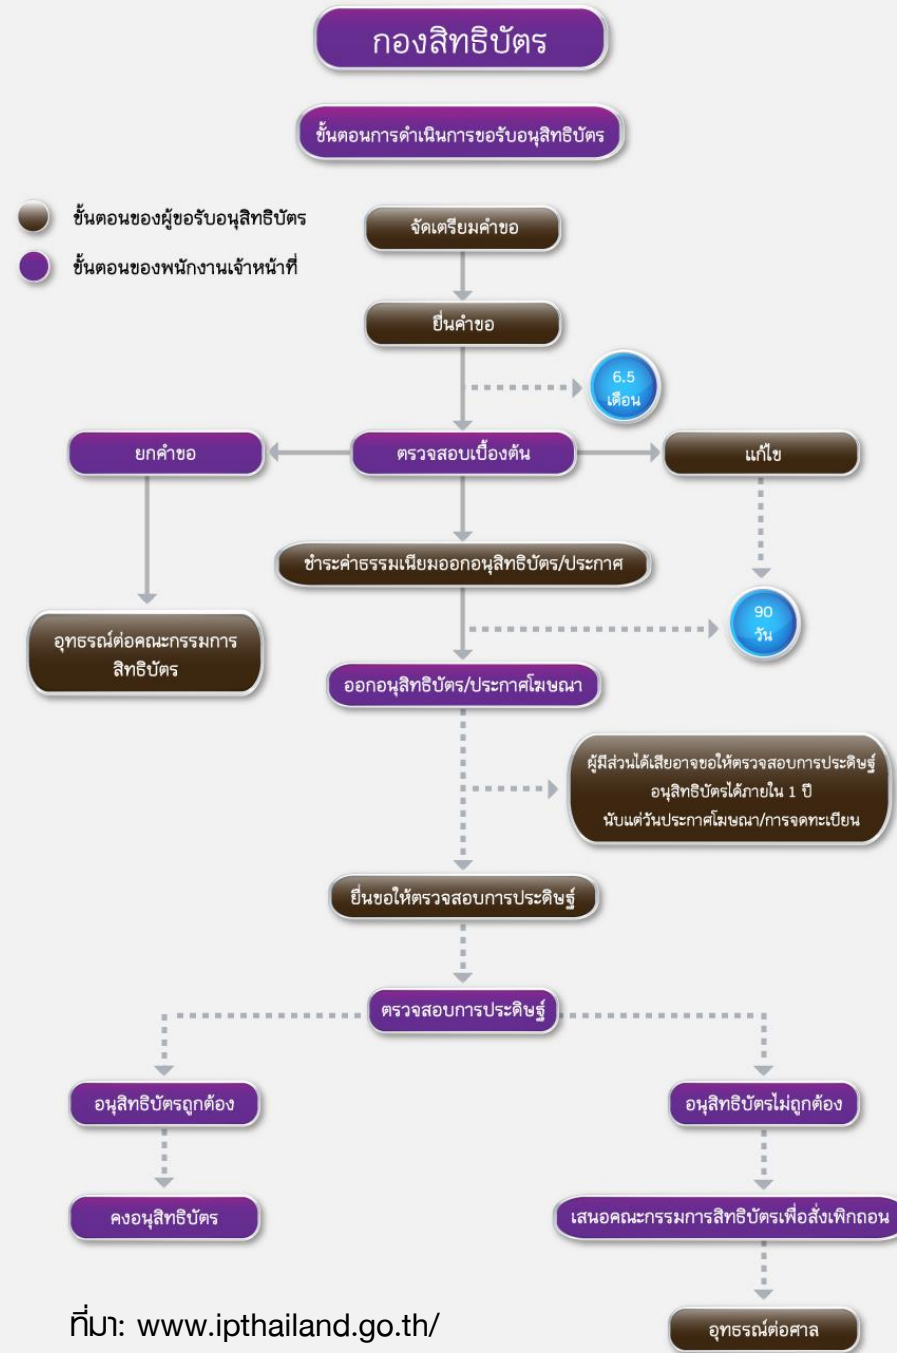 กองสิทธิบัตร
ขั้นตอนการดำเนินการขอรับอนุสิทธิบัตร
ขั้นตอนของผู้ขอรับอนุสิทธิบัตร
ขั้นตอนของพนักงานเจ้าหน้าที่
จัดเตรียมคำขอ
ยื่นคำขอ
6.5
เดือน
ยกคำขอ
ตรวจสอบเบื้องต้น
แก้ไข
ชำระค่าธรรมเนียมออกอนุสิทธิบัตร/ประกาศ
90
วัน
อุทธรณ์ต่อคณะกรรมการ
สิทธิบัตร
ออกอนุสิทธิบัตร/ประกาศโฆษณา
ผู้มีส่วนได้เสียอาจขอให้ตรวจสอบการประดิษฐ์
อนุสิทธิบัตรได้ภายใน 1 ปี
นับแต่วันประกาศโฆษณา/การจดทะเบียน
ยื่นขอให้ตรวจสอบการประดิษฐ์
ตรวจสอบการประดิษฐ์
อนุสิทธิบัตรถูกต้อง
อนุสิทธิบัตรไม่ถูกต้อง
คงอนุสิทธิบัตร
เสนอคณะกรรมการสิทธิบัตรเพื่อสั่งเพิกถอน
อุทธรณ์ต่อศาล
ที่มา: www.ipthailand.go.th/